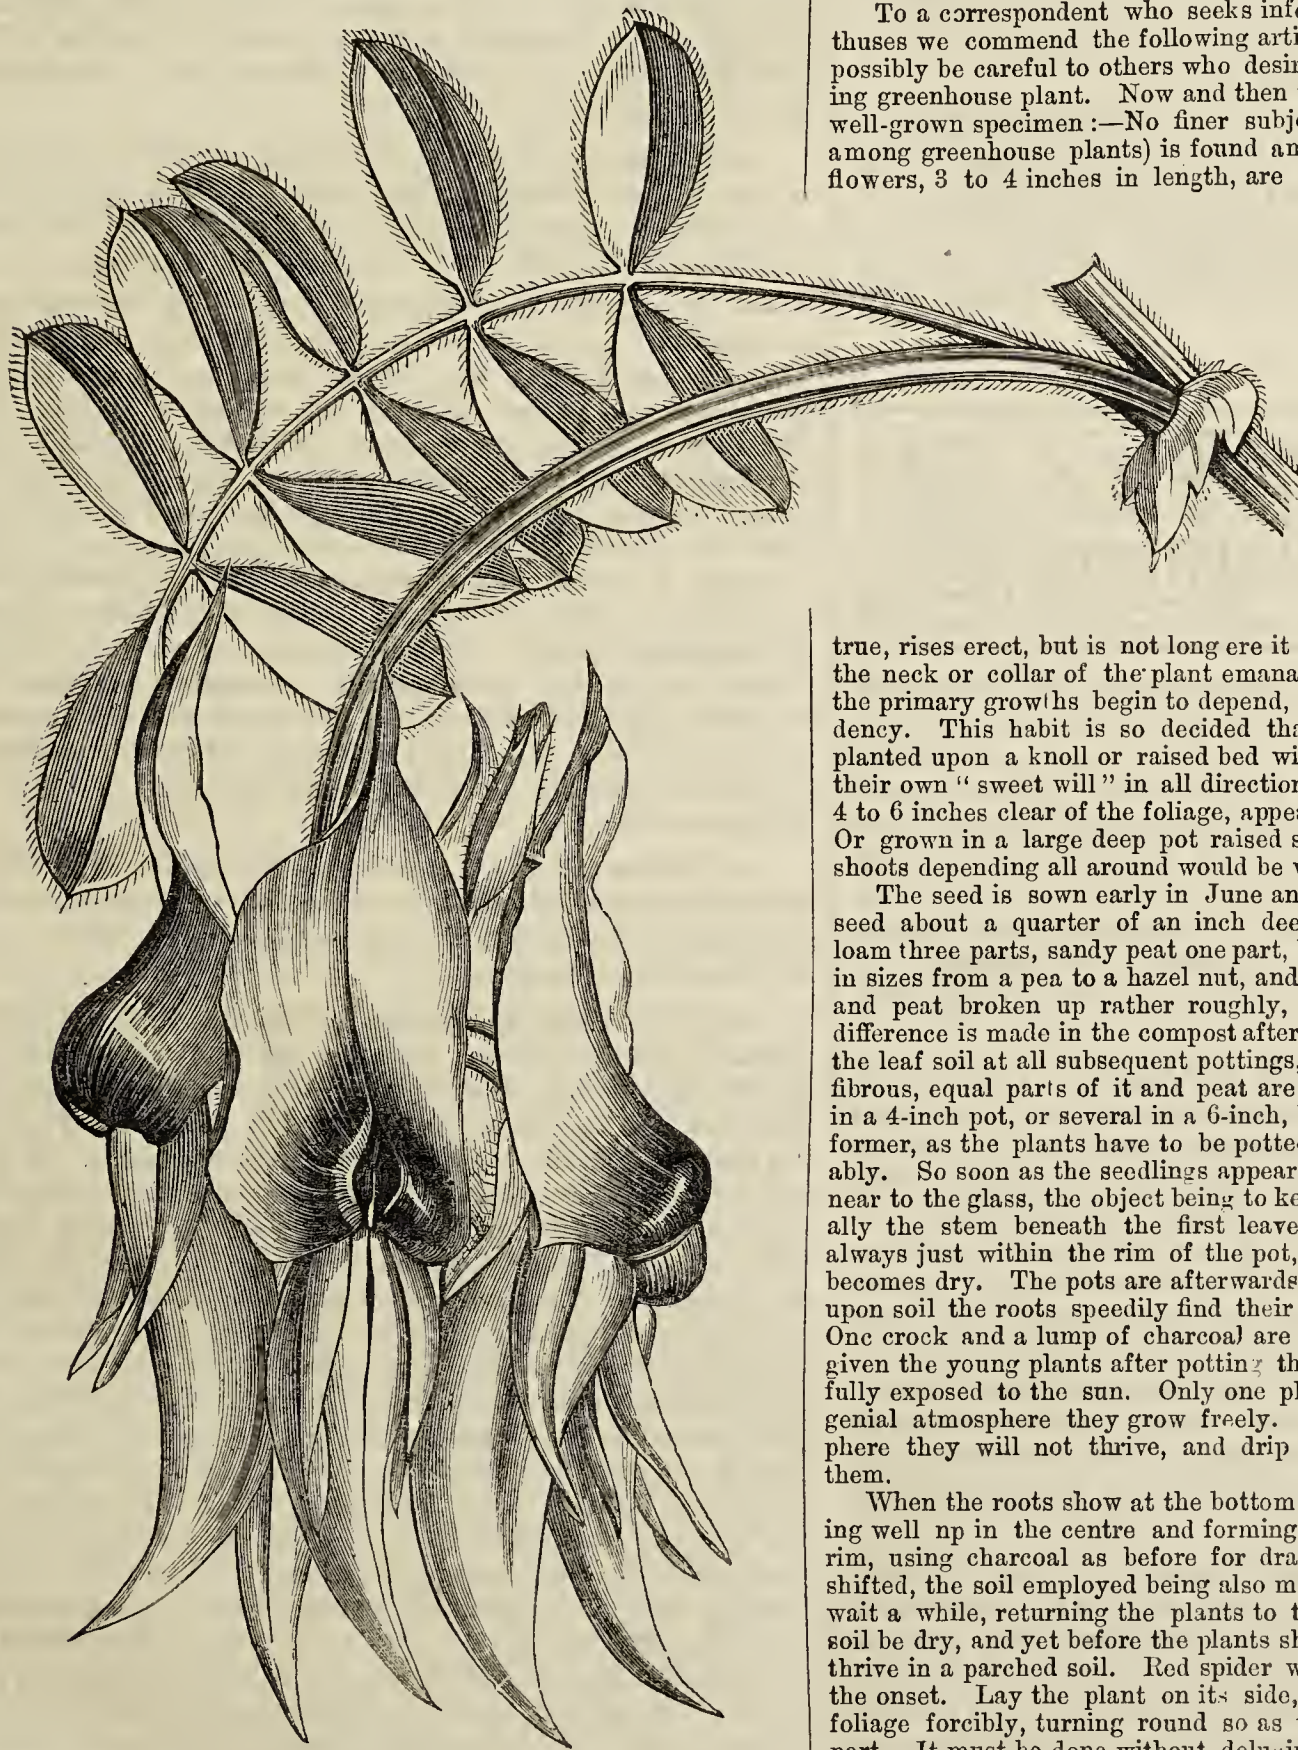 To a correspondent who seeks inf
thuses we commend the following arti
possibly be careful to others who desir
ing greenhouse plant. Now and then
well-grown specimen :—No finer subj
among greenhouse plants) is found an
flowers, 3 to 4 inches in length, are
true, rises erect, but is not long ere it
the neck or collar of the plant emana
the primary growths begin to depend,
dency. This habit is so decided tha
planted upon a knoll or raised bed wi
their own “ sweet will ” in all direction
4 to 6 inches clear of the foliage, appe
Or grown in a large deep pot raised s
shoots depending all around would be v
The seed is sown early in June an
seed about a quarter of an inch dee
loam three parts, sandy peat one part,
in sizes from a pea to a hazel nut, and
and peat broken up rather roughly,
difference is made in the compost after
the leaf soil at all subsequent pottings,
fibrous, equal parts of it and peat are
in a 4-inch pot, or several in a 6-inch,
former, as the plants have to be potte
ably. So soon as the seedlings appear
near to the glass, the object being to ke
ally the stem beneath the first leave
always just within the rim of the pot,
becomes dry. The pots are afterwards
upon soil the roots speedily find their
One crock and a lump of charcoal are
given the young plants after potting th
fully exposed to the sun. Only one pl
genial atmosphere they grow freely.
phere they will not thrive, and drip
them.
When the roots show at the bottom
ing well np in the centre and forming
rim, using charcoal as before for dra
shifted, the soil employed being also m
wait a while, returning the plants to t
soil be dry, and yet before the plants sh
thrive in a parched soil. Red spider w
the onset. Lay the plant on its side,
foliage forcibly, turning round so as
part. It must be done without delugin